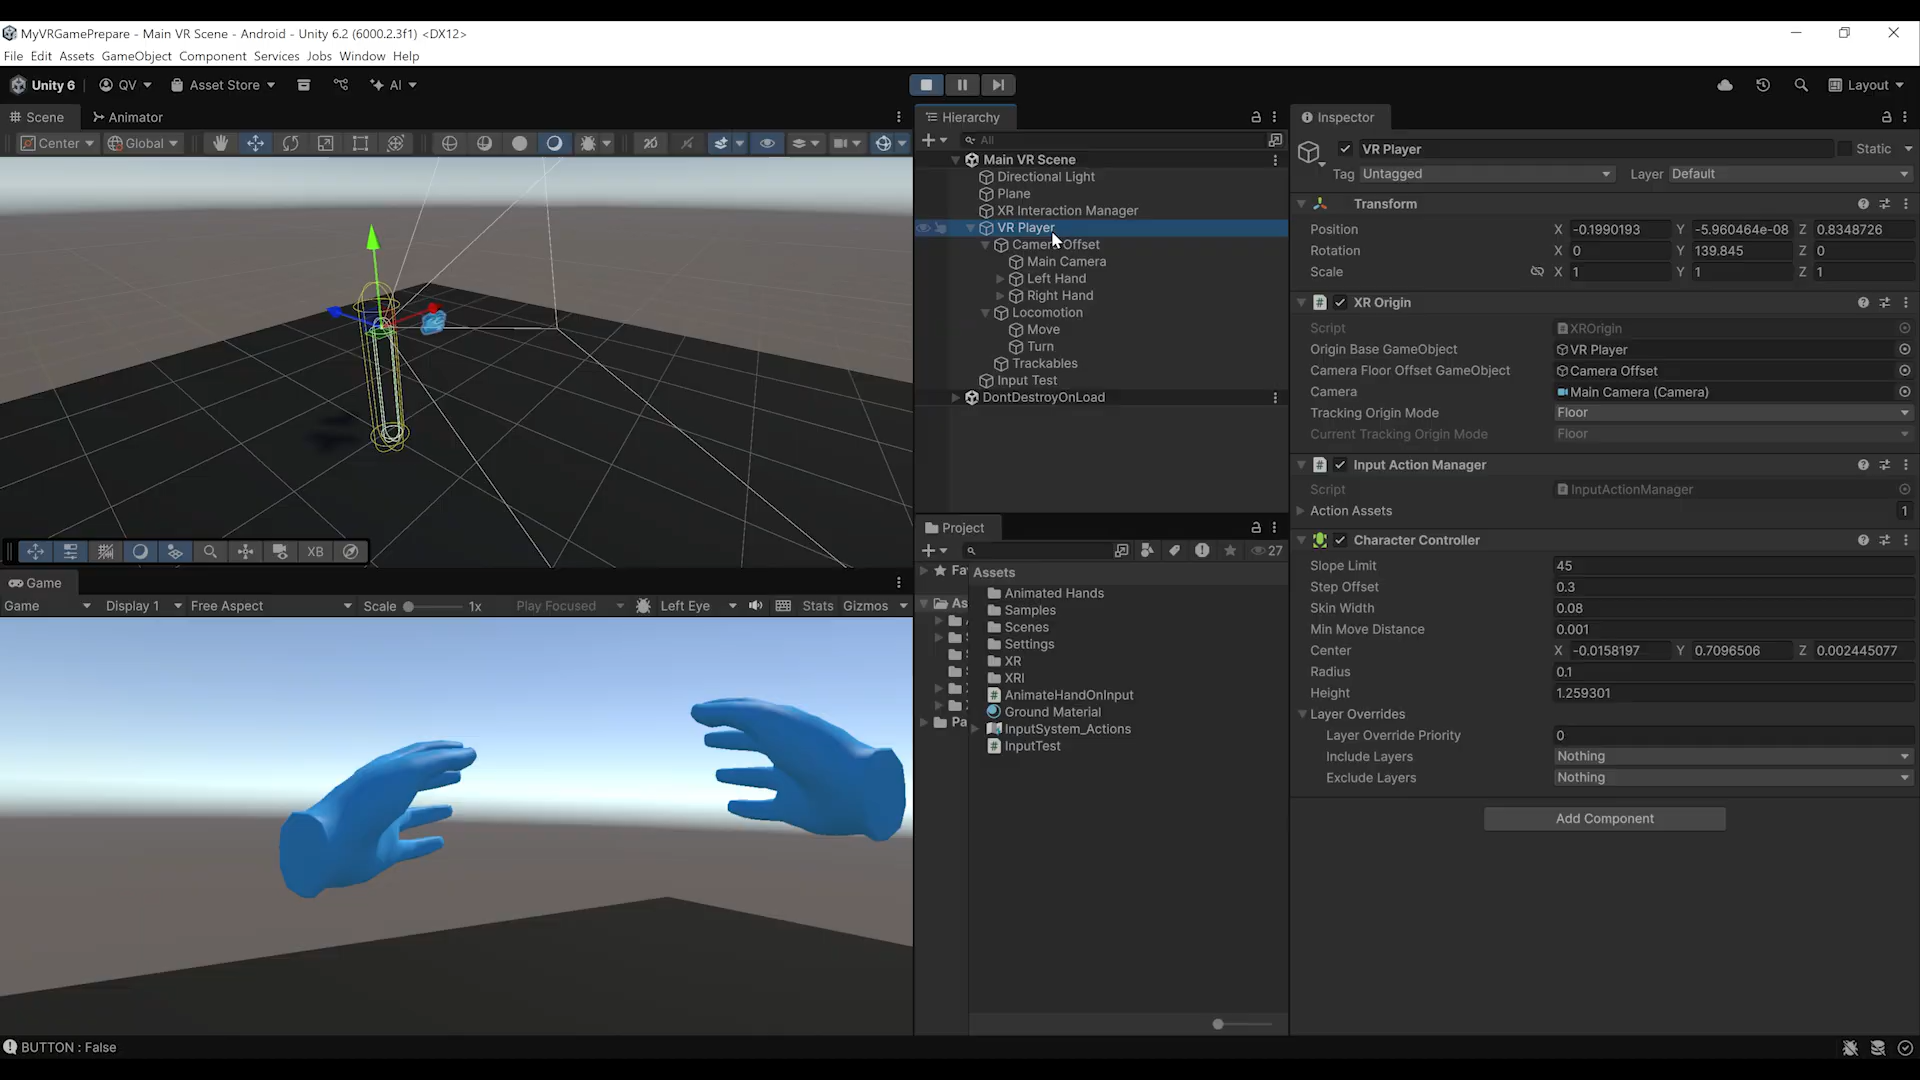 MyVRGamePrepare - Main VR Scene - Android - Unity 6.2 (6000.2.3f1) <DX12>
File Edit Assets GameObject Component Services Jobs Window Help
Unity 6 QV Asset Store AI Layout
Scene Animator
Center Global 2D
XB
Game
Game Display 1 Free Aspect Scale 1x Play Focused Left Eye Stats Gizmos
BUTTON : False
Hierarchy
All
Main VR Scene
Directional Light
Plane
XR Interaction Manager
VR Player
Camera Offset
Main Camera
Left Hand
Right Hand
Locomotion
Move
Turn
Trackables
Input Test
DontDestroyOnLoad
Project
27
Fa
As
Pa
Assets
Animated Hands
Samples
Scenes
Settings
XR
XRI
AnimateHandOnInput
Ground Material
InputSystem_Actions
InputTest
Inspector
VR Player Static
Tag Untagged Layer Default
Transform
Position X -0.1990193 Y -5.960464e-08 Z 0.8348726
Rotation X 0 Y 139.845 Z 0
Scale X 1 Y 1 Z 1
XR Origin
Script XROrigin
Origin Base GameObject VR Player
Camera Floor Offset GameObject Camera Offset
Camera Main Camera (Camera)
Tracking Origin Mode Floor
Current Tracking Origin Mode Floor
Input Action Manager
Script InputActionManager
Action Assets 1
Character Controller
Slope Limit 45
Step Offset 0.3
Skin Width 0.08
Min Move Distance 0.001
Center X -0.0158197 Y 0.7096506 Z 0.002445077
Radius 0.1
Height 1.259301
Layer Overrides
Layer Override Priority 0
Include Layers Nothing
Exclude Layers Nothing
Add Component